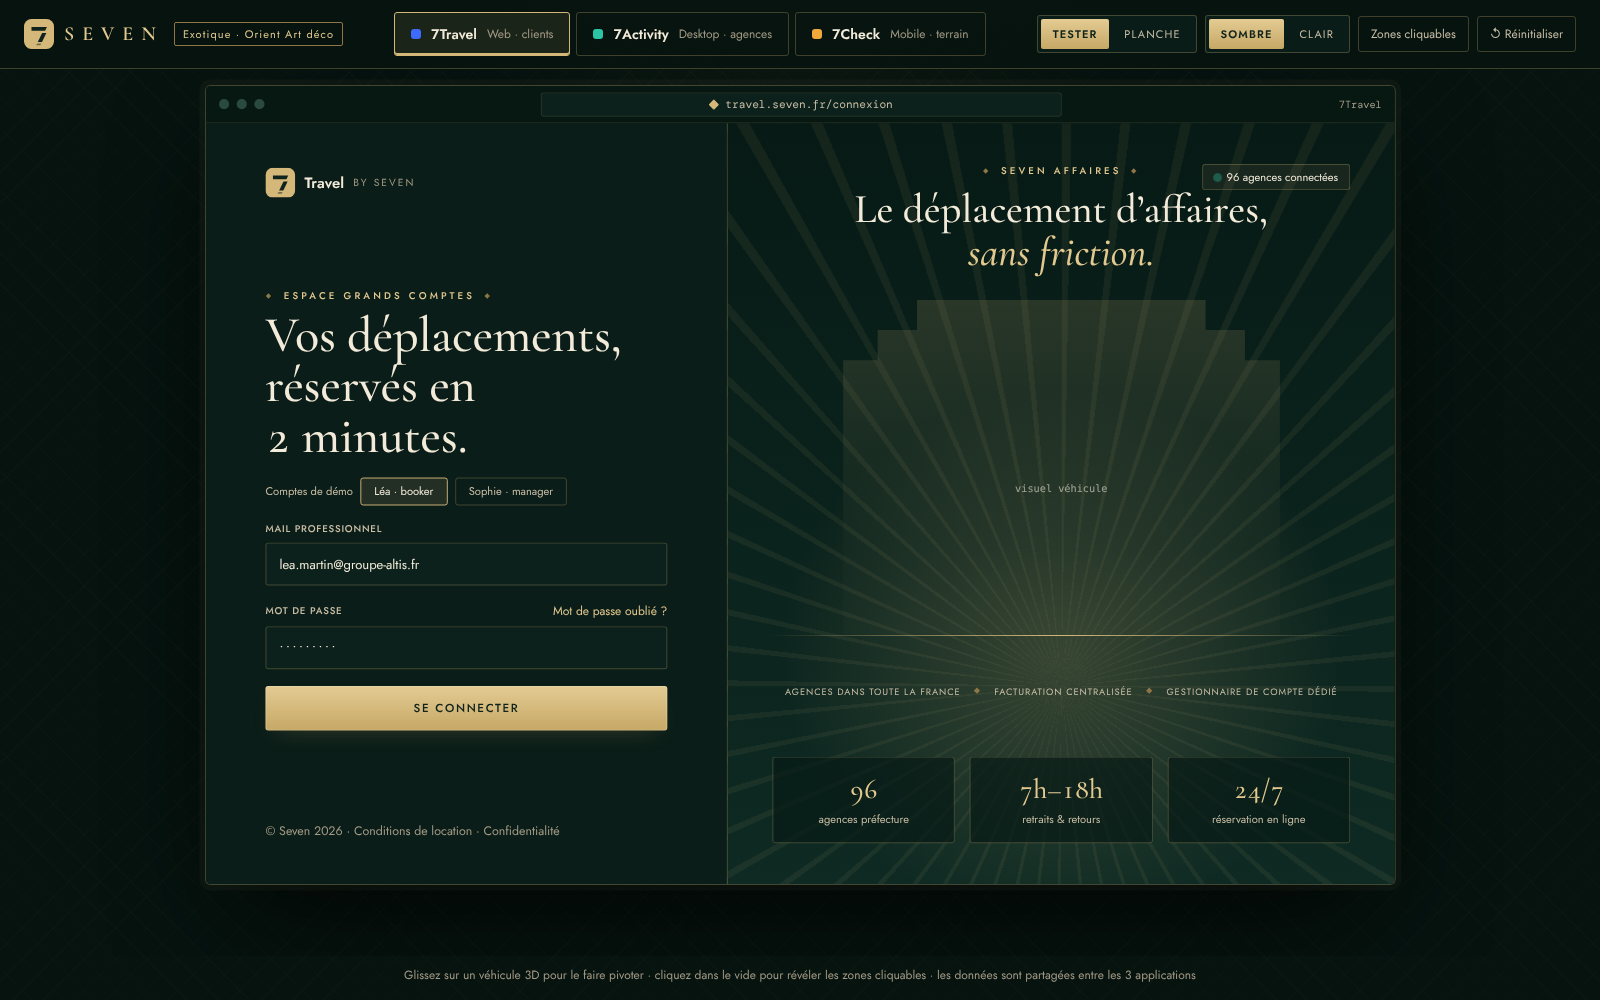 7 SEVEN
Exotique · Orient Art déco
7Travel Web · clients
7Activity Desktop · agences
7Check Mobile · terrain
TESTER PLANCHE
SOMBRE CLAIR
Zones cliquables
↺ Réinitialiser
travel.seven.fr/connexion
7Travel
7 Travel BY SEVEN
ESPACE GRANDS COMPTES
Vos déplacements,
réservés en
2 minutes.
Comptes de démo Léa · booker Sophie · manager
MAIL PROFESSIONNEL
lea.martin@groupe-altis.fr
MOT DE PASSE Mot de passe oublié ?
·········
SE CONNECTER
© Seven 2026 · Conditions de location · Confidentialité
SEVEN AFFAIRES
96 agences connectées
Le déplacement d’affaires,
sans friction.
visuel véhicule
AGENCES DANS TOUTE LA FRANCE ◆ FACTURATION CENTRALISÉE ◆ GESTIONNAIRE DE COMPTE DÉDIÉ
96
agences préfecture
7h–18h
retraits & retours
24/7
réservation en ligne
Glissez sur un véhicule 3D pour le faire pivoter · cliquez dans le vide pour révéler les zones cliquables · les données sont partagées entre les 3 applications